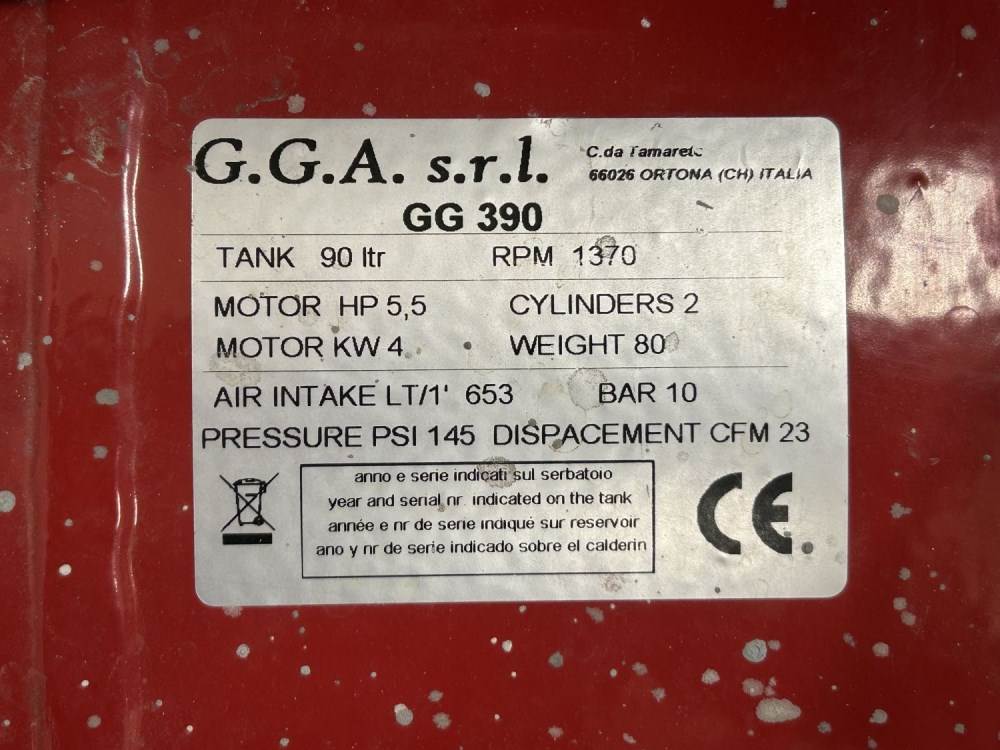 G.G.A. s.r.l.
C.da Tamarete
66026 ORTONA (CH) ITALIA
GG 390
TANK 90 ltr RPM 1370
MOTOR HP 5,5 CYLINDERS 2
MOTOR KW 4 WEIGHT 80
AIR INTAKE LT/1' 653 BAR 10
PRESSURE PSI 145 DISPACEMENT CFM 23
anno e serie indicati sul serbatoio
year and serial nr. indicated on the tank
année e nr de serie indiqué sur reservoir
ano y nr de serie indicado sobre el calderin
CE